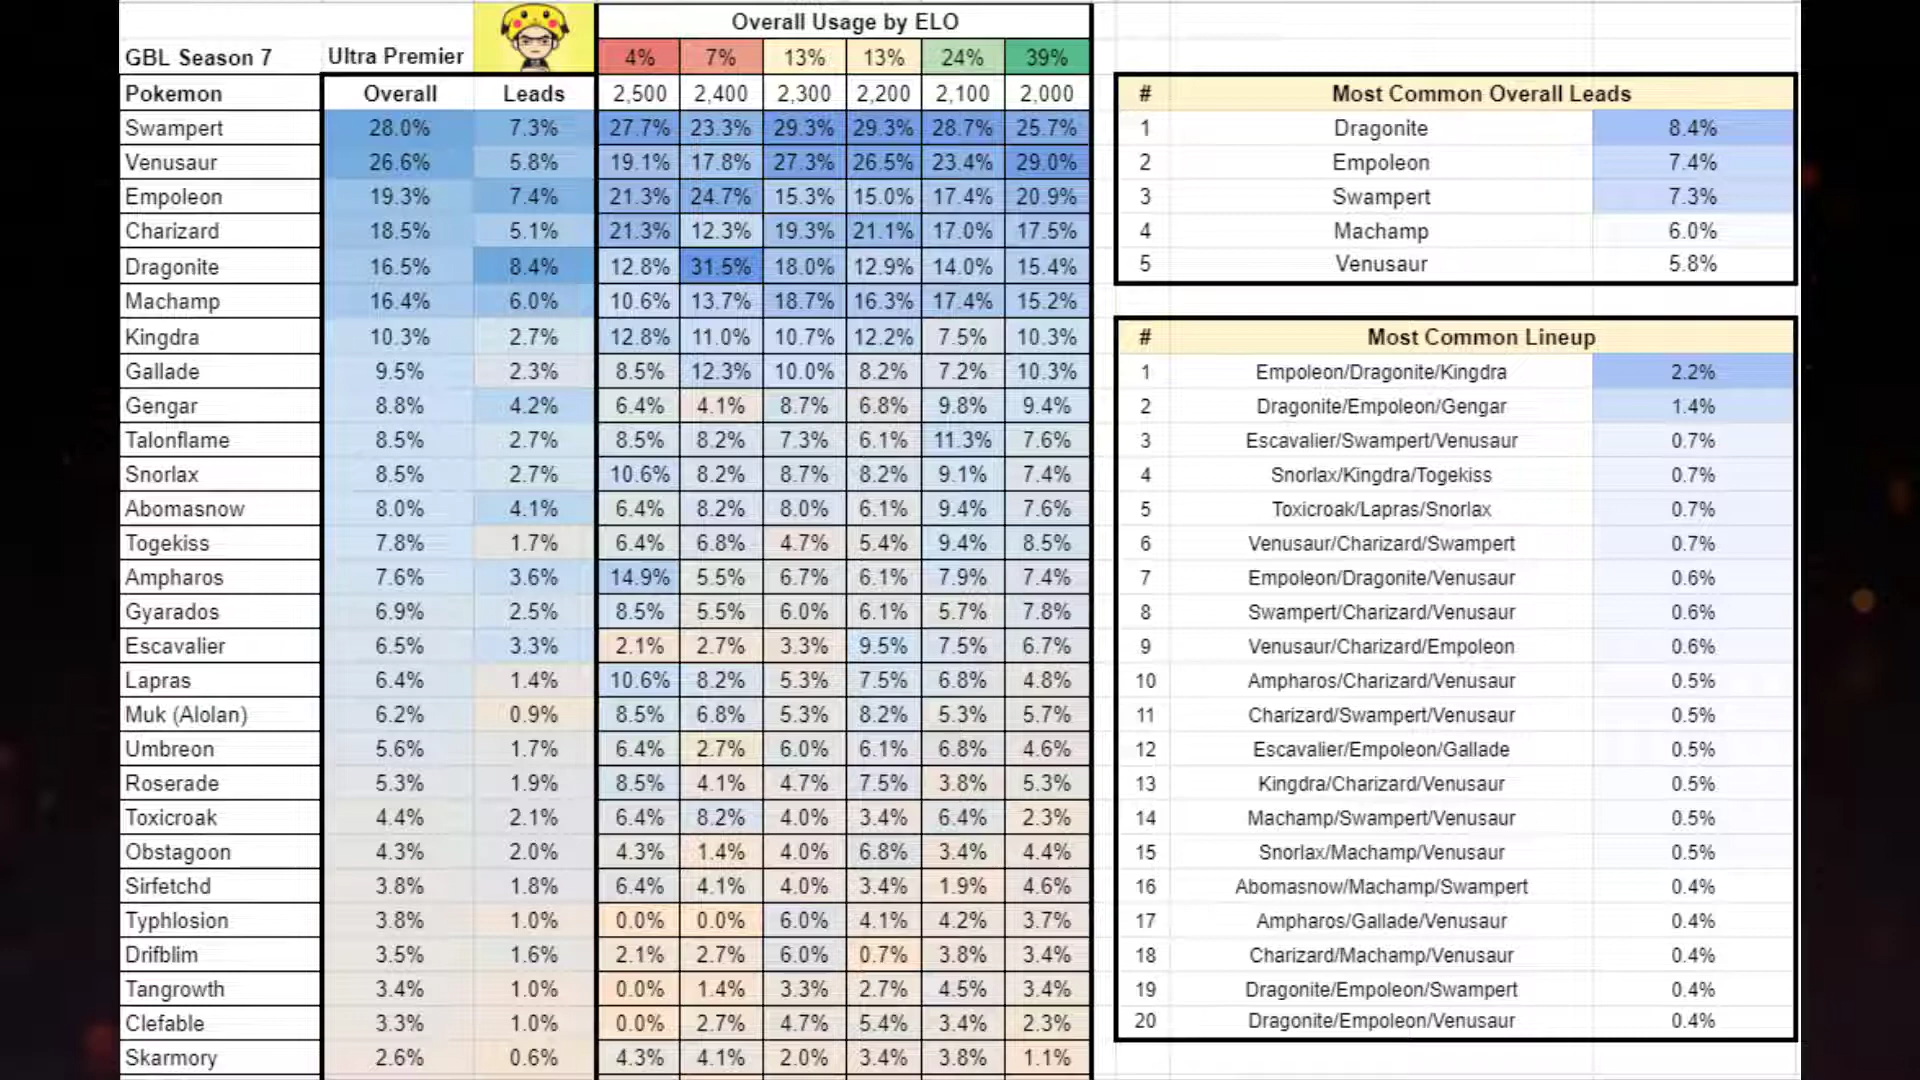 Overall Usage by ELO
GBL Season 7 Ultra Premier 4% 7% 13% 13% 24% 39%
Pokemon Overall Leads 2,500 2,400 2,300 2,200 2,100 2,000
Swampert 28.0% 7.3% 27.7% 23.3% 29.3% 29.3% 28.7% 25.7%
Venusaur 26.6% 5.8% 19.1% 17.8% 27.3% 26.5% 23.4% 29.0%
Empoleon 19.3% 7.4% 21.3% 24.7% 15.3% 15.0% 17.4% 20.9%
Charizard 18.5% 5.1% 21.3% 12.3% 19.3% 21.1% 17.0% 17.5%
Dragonite 16.5% 8.4% 12.8% 31.5% 18.0% 12.9% 14.0% 15.4%
Machamp 16.4% 6.0% 10.6% 13.7% 18.7% 16.3% 17.4% 15.2%
Kingdra 10.3% 2.7% 12.8% 11.0% 10.7% 12.2% 7.5% 10.3%
Gallade 9.5% 2.3% 8.5% 12.3% 10.0% 8.2% 7.2% 10.3%
Gengar 8.8% 4.2% 6.4% 4.1% 8.7% 6.8% 9.8% 9.4%
Talonflame 8.5% 2.7% 8.5% 8.2% 7.3% 6.1% 11.3% 7.6%
Snorlax 8.5% 2.7% 10.6% 8.2% 8.7% 8.2% 9.1% 7.4%
Abomasnow 8.0% 4.1% 6.4% 8.2% 8.0% 6.1% 9.4% 7.6%
Togekiss 7.8% 1.7% 6.4% 6.8% 4.7% 5.4% 9.4% 8.5%
Ampharos 7.6% 3.6% 14.9% 5.5% 6.7% 6.1% 7.9% 7.4%
Gyarados 6.9% 2.5% 8.5% 5.5% 6.0% 6.1% 5.7% 7.8%
Escavalier 6.5% 3.3% 2.1% 2.7% 3.3% 9.5% 7.5% 6.7%
Lapras 6.4% 1.4% 10.6% 8.2% 5.3% 7.5% 6.8% 4.8%
Muk (Alolan) 6.2% 0.9% 8.5% 6.8% 5.3% 8.2% 5.3% 5.7%
Umbreon 5.6% 1.7% 6.4% 2.7% 6.0% 6.1% 6.8% 4.6%
Roserade 5.3% 1.9% 8.5% 4.1% 4.7% 7.5% 3.8% 5.3%
Toxicroak 4.4% 2.1% 6.4% 8.2% 4.0% 3.4% 6.4% 2.3%
Obstagoon 4.3% 2.0% 4.3% 1.4% 4.0% 6.8% 3.4% 4.4%
Sirfetchd 3.8% 1.8% 6.4% 4.1% 4.0% 3.4% 1.9% 4.6%
Typhlosion 3.8% 1.0% 0.0% 0.0% 6.0% 4.1% 4.2% 3.7%
Drifblim 3.5% 1.6% 2.1% 2.7% 6.0% 0.7% 3.8% 3.4%
Tangrowth 3.4% 1.0% 0.0% 1.4% 3.3% 2.7% 4.5% 3.4%
Clefable 3.3% 1.0% 0.0% 2.7% 4.7% 5.4% 3.4% 2.3%
Skarmory 2.6% 0.6% 4.3% 4.1% 2.0% 3.4% 3.8% 1.1%
# Most Common Overall Leads
1 Dragonite 8.4%
2 Empoleon 7.4%
3 Swampert 7.3%
4 Machamp 6.0%
5 Venusaur 5.8%
# Most Common Lineup
1 Empoleon/Dragonite/Kingdra 2.2%
2 Dragonite/Empoleon/Gengar 1.4%
3 Escavalier/Swampert/Venusaur 0.7%
4 Snorlax/Kingdra/Togekiss 0.7%
5 Toxicroak/Lapras/Snorlax 0.7%
6 Venusaur/Charizard/Swampert 0.7%
7 Empoleon/Dragonite/Venusaur 0.6%
8 Swampert/Charizard/Venusaur 0.6%
9 Venusaur/Charizard/Empoleon 0.6%
10 Ampharos/Charizard/Venusaur 0.5%
11 Charizard/Swampert/Venusaur 0.5%
12 Escavalier/Empoleon/Gallade 0.5%
13 Kingdra/Charizard/Venusaur 0.5%
14 Machamp/Swampert/Venusaur 0.5%
15 Snorlax/Machamp/Venusaur 0.5%
16 Abomasnow/Machamp/Swampert 0.4%
17 Ampharos/Gallade/Venusaur 0.4%
18 Charizard/Machamp/Venusaur 0.4%
19 Dragonite/Empoleon/Swampert 0.4%
20 Dragonite/Empoleon/Venusaur 0.4%